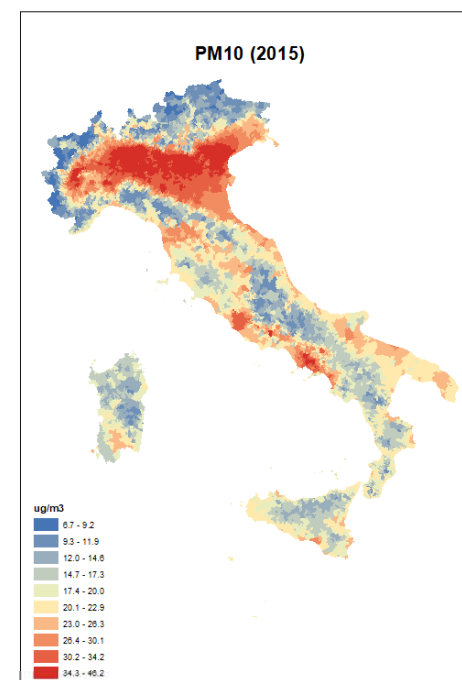 PM10 (2015)
ug/m3
6.7 - 9.2
9.3 - 11.9
12.0 - 14.6
14.7 - 17.3
17.4 - 20.0
20.1 - 22.9
23.0 - 26.3
26.4 - 30.1
30.2 - 34.2
34.3 - 46.2